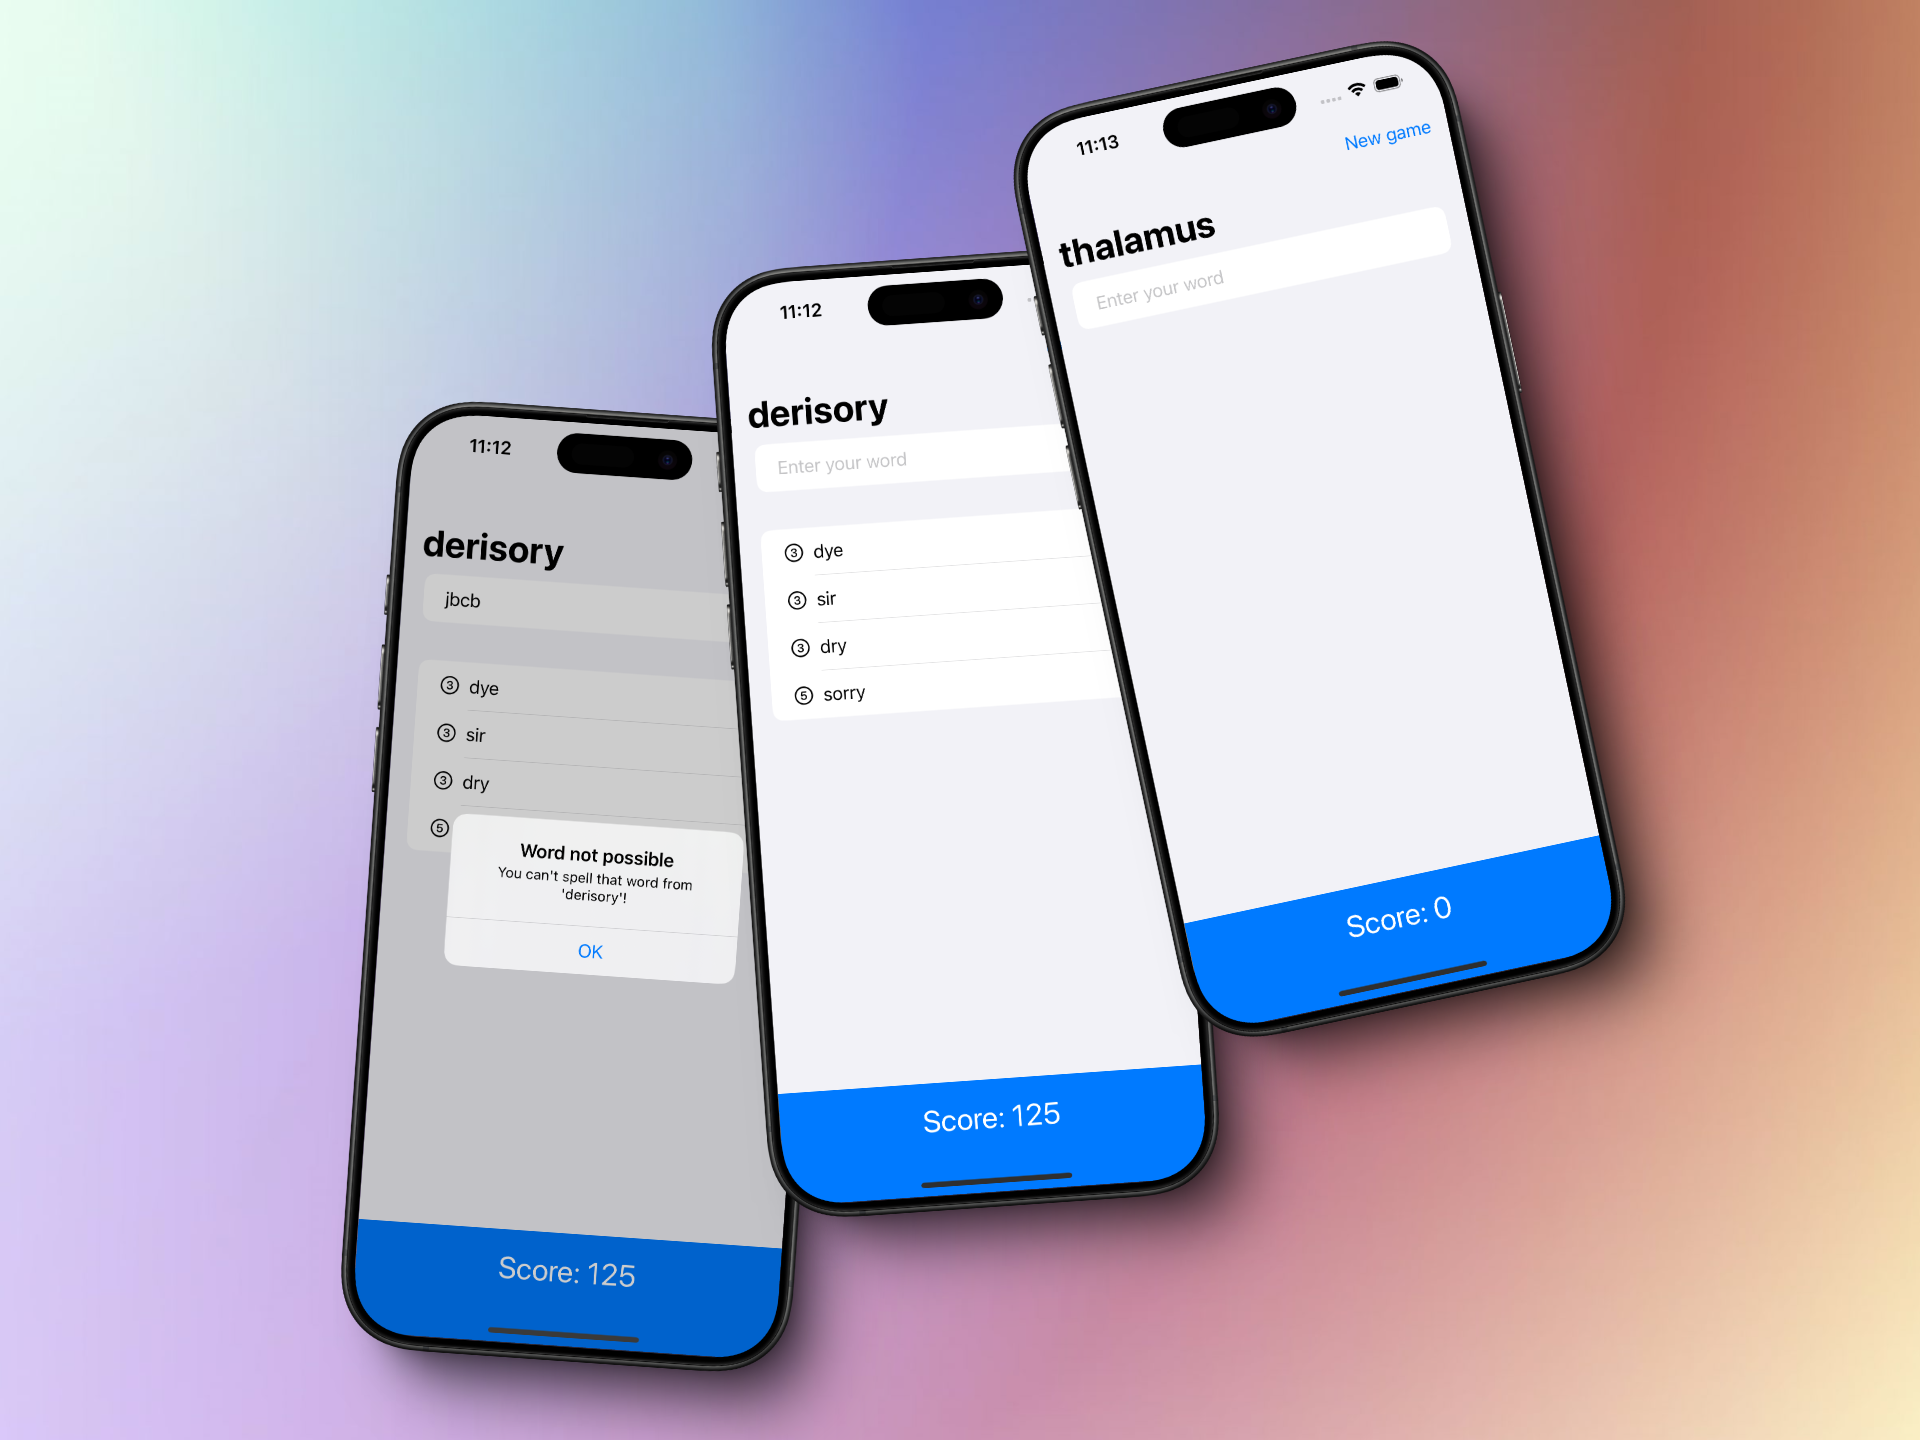 11:12
derisory
jbcb
3 dye
3 sir
3 dry
5
Word not possible
You can't spell that word from
'derisory'!
OK
Score: 125
11:12
derisory
Enter your word
3 dye
3 sir
3 dry
5 sorry
Score: 125
11:13
New game
thalamus
Enter your word
Score: 0